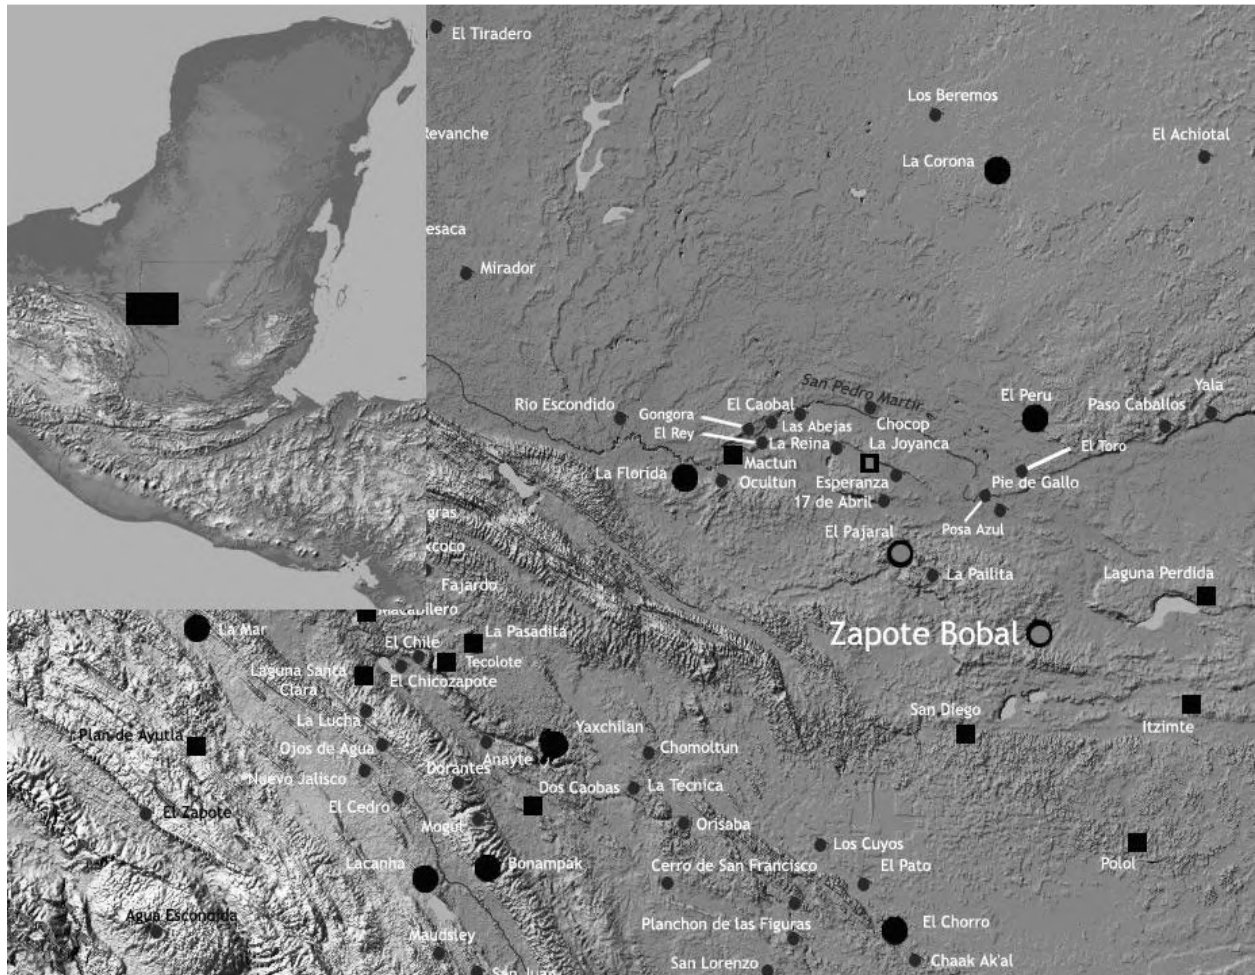 El Tiradero
Los Beremos
Revanche
El Achiotal
La Corona
esaca
Mirador
San Pedro Martir
Yala
El Peru
Paso Caballos
Rio Escondido
El Caobal
Gongora
Chocop
Las Abejas
El Rey
La Reina
La Joyanca
El Toro
Mactun
La Florida
Ocultun
Esperanza
Pie de Gallo
17 de Abril
gras
Posa Azul
El Pajaral
xcoco
Fajardo
La Pailita
Laguna Perdida
Macabilero
La Mar
La Pasadita
Zapote Bobal
El Chile
Tecolote
Laguna Santa
Clara
El Chicozapote
La Lucha
Yaxchilan
San Diego
Itzimte
Plan de Ayutla
Ojos de Agua
Anayte
Chomoltun
Nuevo Jalisco
Dorantes
Dos Caobas
La Tecnica
El Cedro
El Zapote
Mogul
Orisaba
Los Cuyos
Lacanha
Bonampak
Cerro de San Francisco
El Pato
Polol
Agua Escondida
Planchon de las Figuras
El Chorro
Maudsley
San Juan
San Lorenzo
Chaak Ak'al